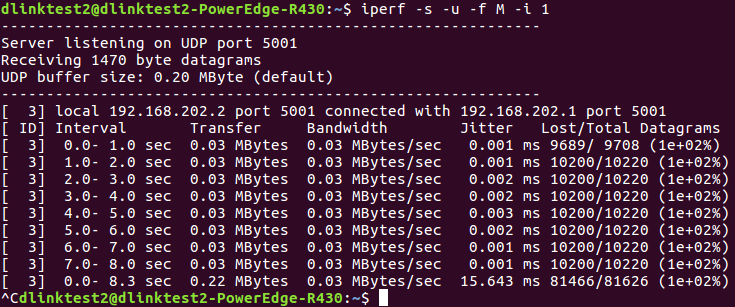 dlinktest2@dlinktest2-PowerEdge-R430:~$ iperf -s -u -f M -i 1
------------------------------------------------------------
Server listening on UDP port 5001
Receiving 1470 byte datagrams
UDP buffer size: 0.20 MByte (default)
------------------------------------------------------------
[  3] local 192.168.202.2 port 5001 connected with 192.168.202.1 port 5001
[ ID] Interval       Transfer     Bandwidth        Jitter   Lost/Total Datagrams
[  3]  0.0- 1.0 sec  0.03 MBytes  0.03 MBytes/sec   0.001 ms 9689/ 9708 (1e+02%)
[  3]  1.0- 2.0 sec  0.03 MBytes  0.03 MBytes/sec   0.001 ms 10200/10220 (1e+02%)
[  3]  2.0- 3.0 sec  0.03 MBytes  0.03 MBytes/sec   0.002 ms 10200/10220 (1e+02%)
[  3]  3.0- 4.0 sec  0.03 MBytes  0.03 MBytes/sec   0.002 ms 10200/10220 (1e+02%)
[  3]  4.0- 5.0 sec  0.03 MBytes  0.03 MBytes/sec   0.003 ms 10200/10220 (1e+02%)
[  3]  5.0- 6.0 sec  0.03 MBytes  0.03 MBytes/sec   0.002 ms 10200/10220 (1e+02%)
[  3]  6.0- 7.0 sec  0.03 MBytes  0.03 MBytes/sec   0.001 ms 10200/10220 (1e+02%)
[  3]  7.0- 8.0 sec  0.03 MBytes  0.03 MBytes/sec   0.001 ms 10200/10220 (1e+02%)
[  3]  0.0- 8.3 sec  0.22 MBytes  0.03 MBytes/sec  15.643 ms 81466/81626 (1e+02%)
^Cdlinktest2@dlinktest2-PowerEdge-R430:~$